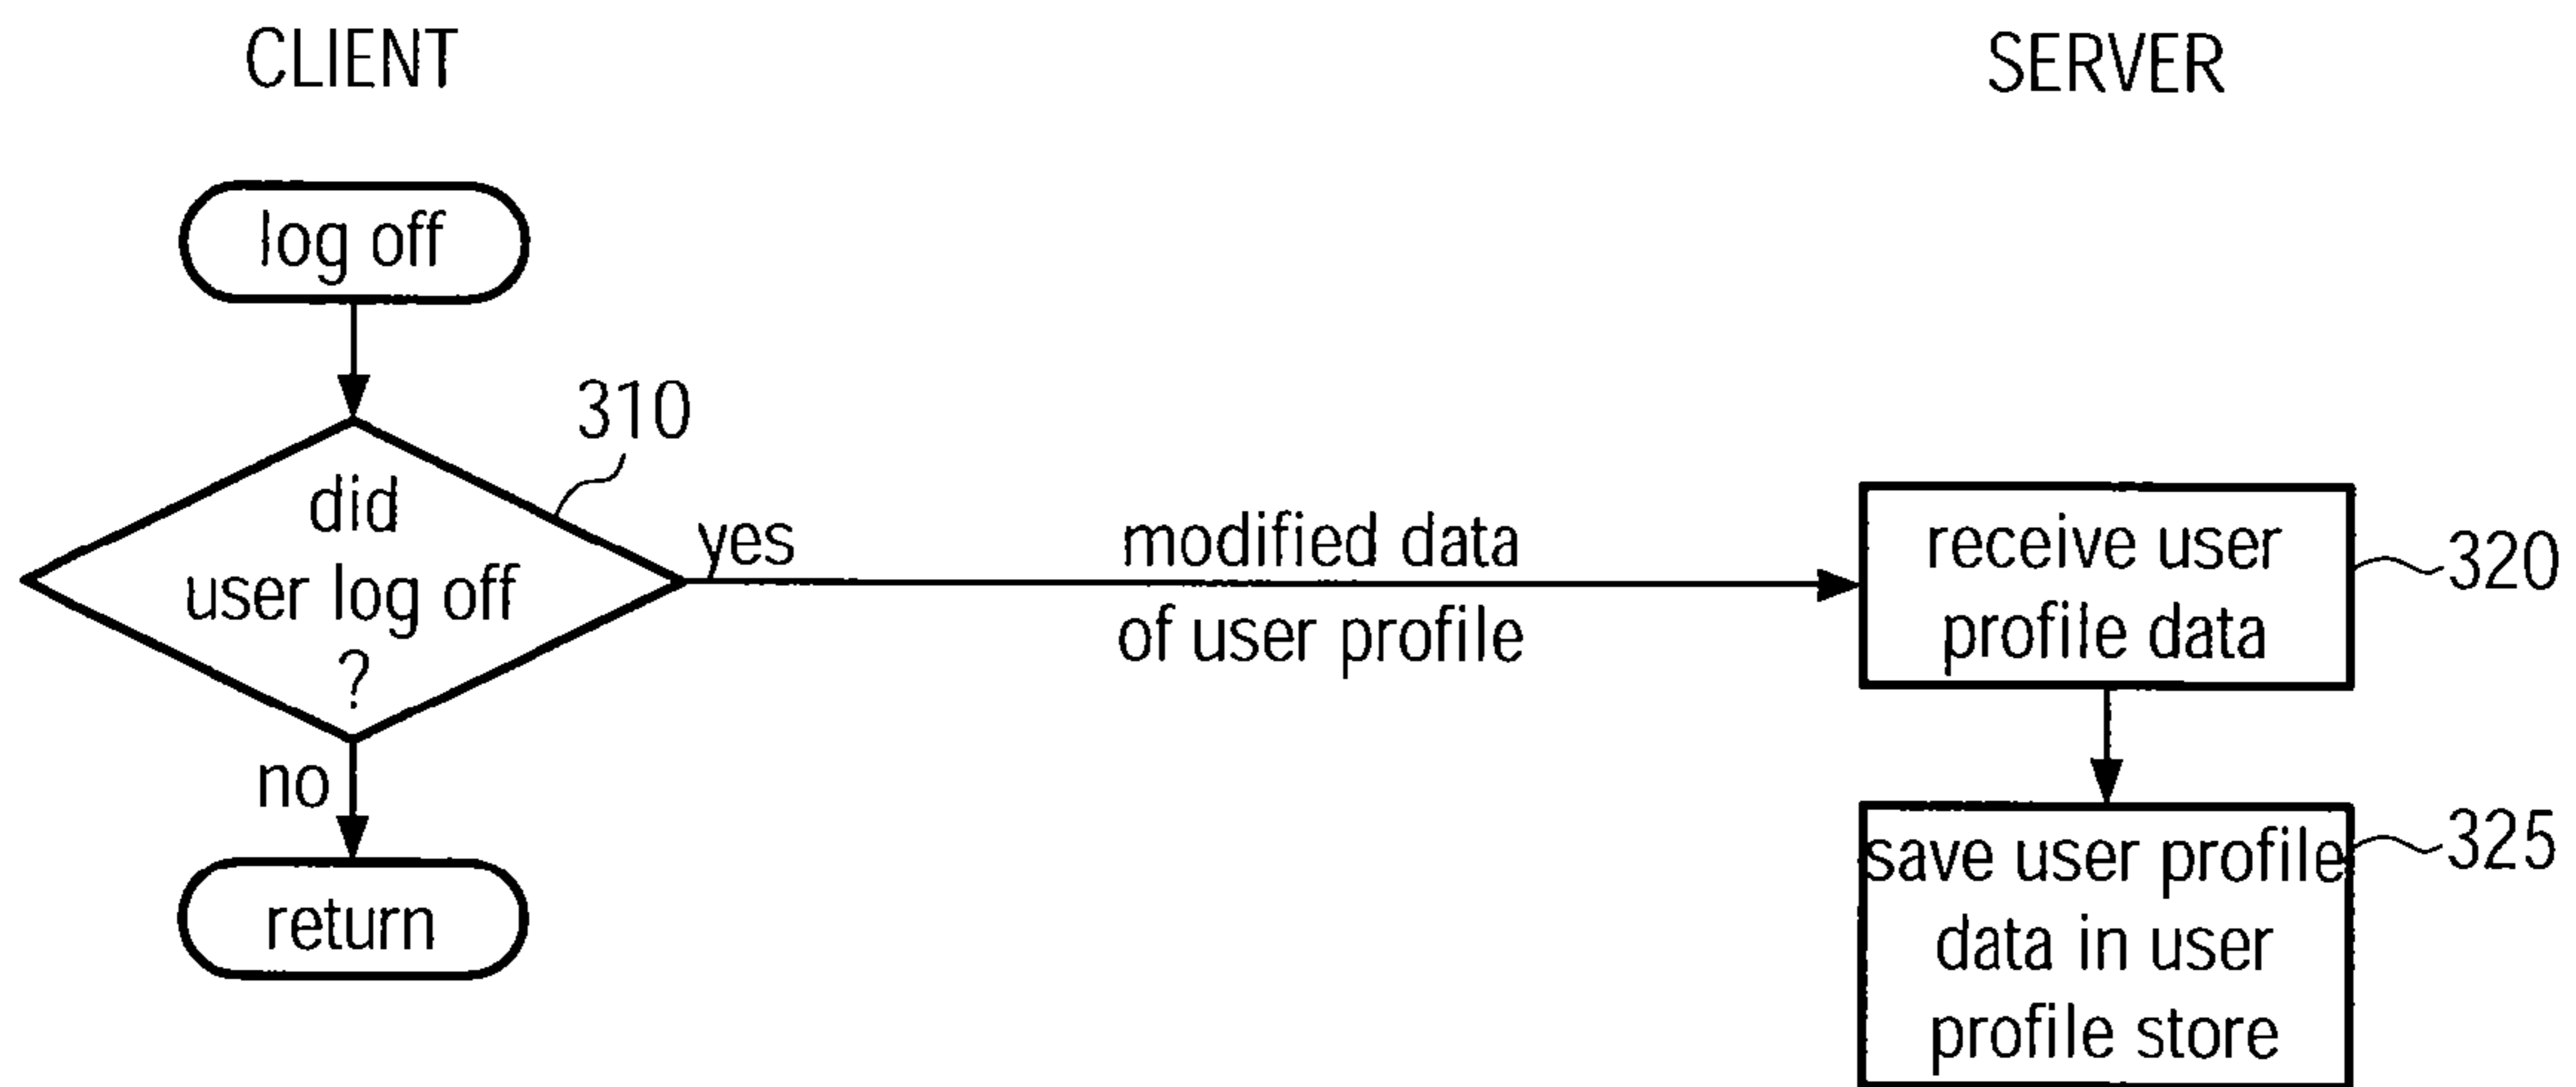 CLIENT
SERVER
log off
310
did
user log off
?
yes
modified data
of user profile
receive user
profile data
320
no
return
save user profile
data in user
profile store
325